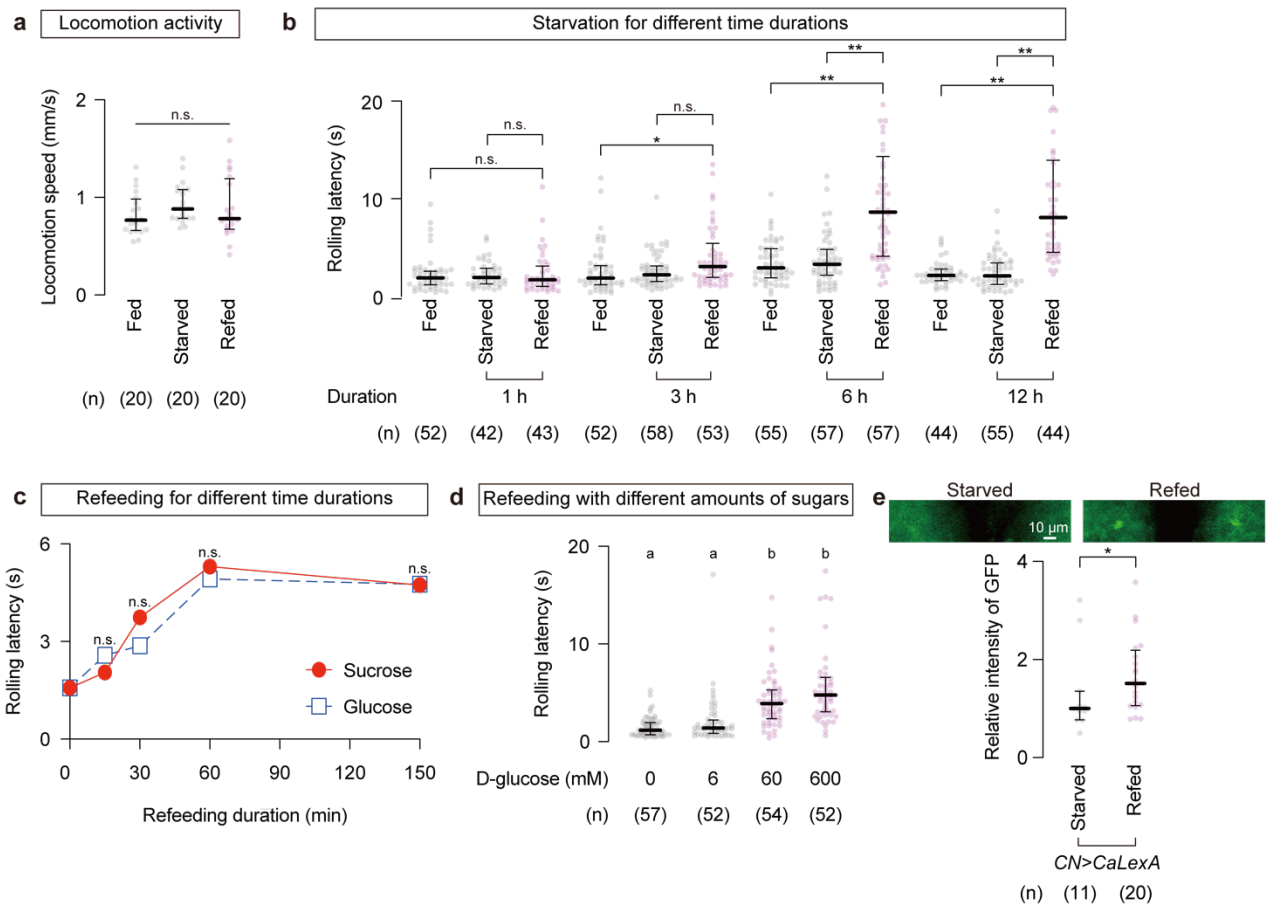 a Locomotion activity
Locomotion speed (mm/s)
2
1
0
n.s.
Fed
Starved
Refed
(n) (20) (20) (20)
b Starvation for different time durations
Rolling latency (s)
20
10
0
n.s.
n.s.
*
n.s.
**
**
**
**
Fed Starved Refed Fed Starved Refed Fed Starved Refed Fed Starved Refed
Duration 1 h 3 h 6 h 12 h
(n) (52) (42) (43) (52) (58) (53) (55) (57) (57) (44) (55) (44)
c Refeeding for different time durations
Rolling latency (s)
6
3
0
n.s.
n.s.
n.s.
n.s.
Sucrose
Glucose
0 30 60 90 120 150
Refeeding duration (min)
d Refeeding with different amounts of sugars
Rolling latency (s)
20
10
0
a a b b
D-glucose (mM) 0 6 60 600
(n) (57) (52) (54) (52)
e
Starved Refed
10 µm
Relative intensity of GFP
4
2
0
*
Starved
Refed
CN>CaLexA
(n) (11) (20)